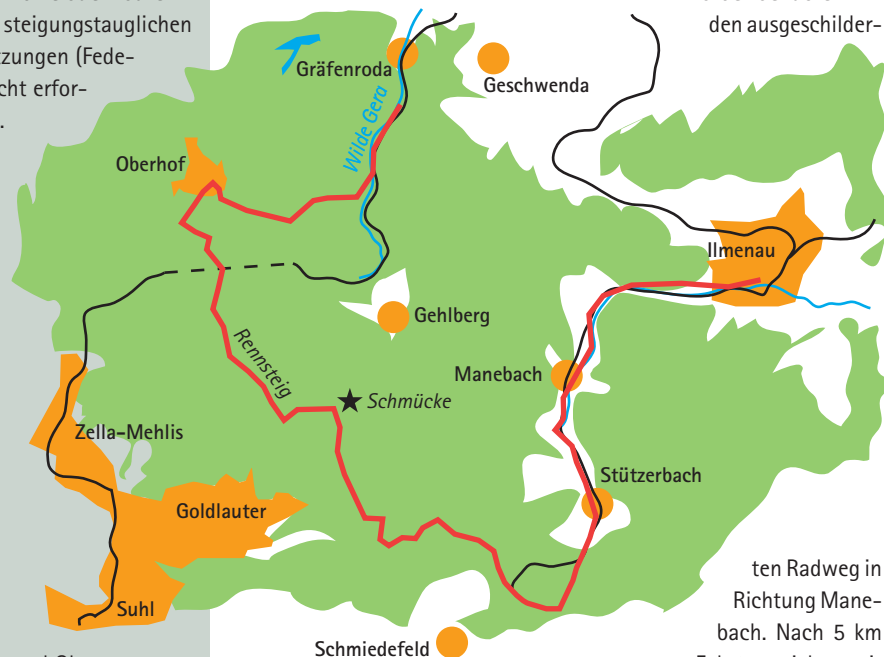 steigungstauglichen
tzungen (Fede-
cht erfor-
.
den ausgeschilder-
Gräfenroda
Geschwenda
Wilde Gera
Oberhof
Ilmenau
Gehlberg
Rennsteig
Manebach
Schmücke
Zella-Mehlis
Stützerbach
Goldlauter
Suhl
Schmiedefeld
ten Radweg in
Richtung Mane-
bach. Nach 5 km